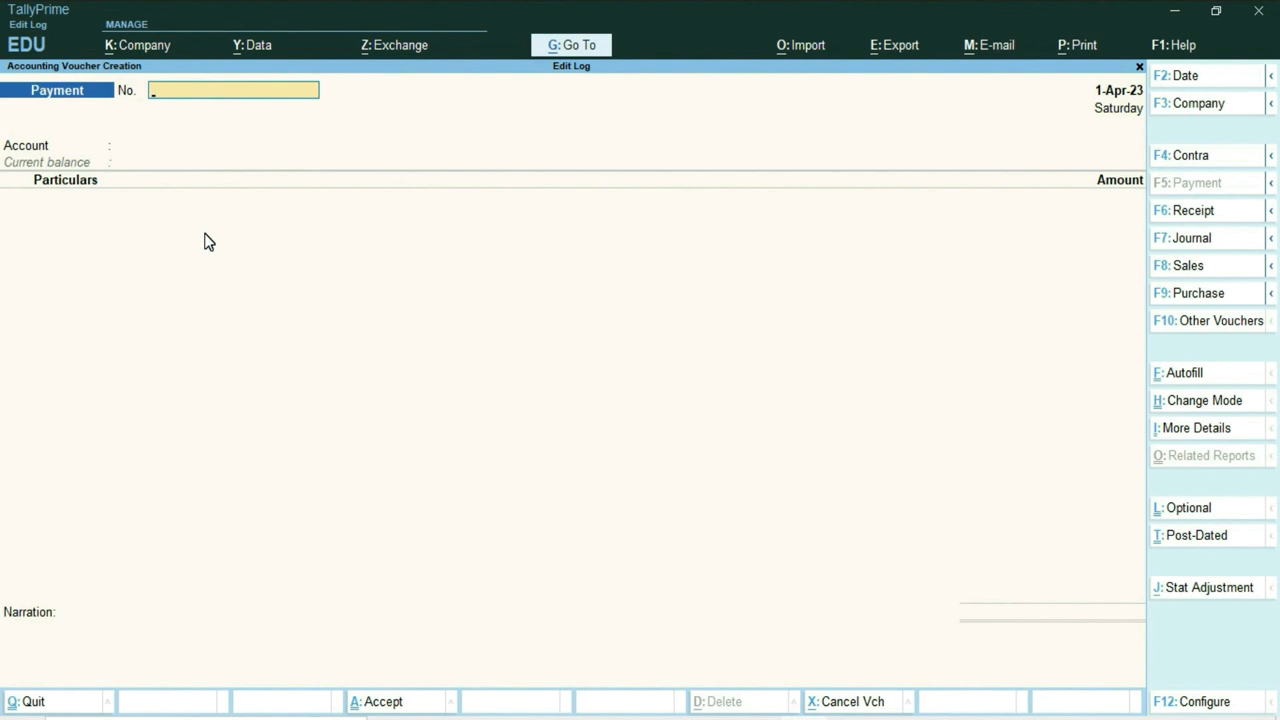 TallyPrime
Edit Log
MANAGE
EDU
K: Company
Y: Data
Z: Exchange
G: Go To
O: Import
E: Export
M: E-mail
P: Print
F1: Help
Accounting Voucher Creation
Edit Log
Payment
No.
1-Apr-23
Saturday
Account :
Current balance :
Particulars
Amount
Narration:
F2: Date
F3: Company
F4: Contra
F5: Payment
F6: Receipt
F7: Journal
F8: Sales
F9: Purchase
F10: Other Vouchers
F: Autofill
H: Change Mode
I: More Details
O: Related Reports
L: Optional
T: Post-Dated
J: Stat Adjustment
Q: Quit
A: Accept
D: Delete
X: Cancel Vch
F12: Configure